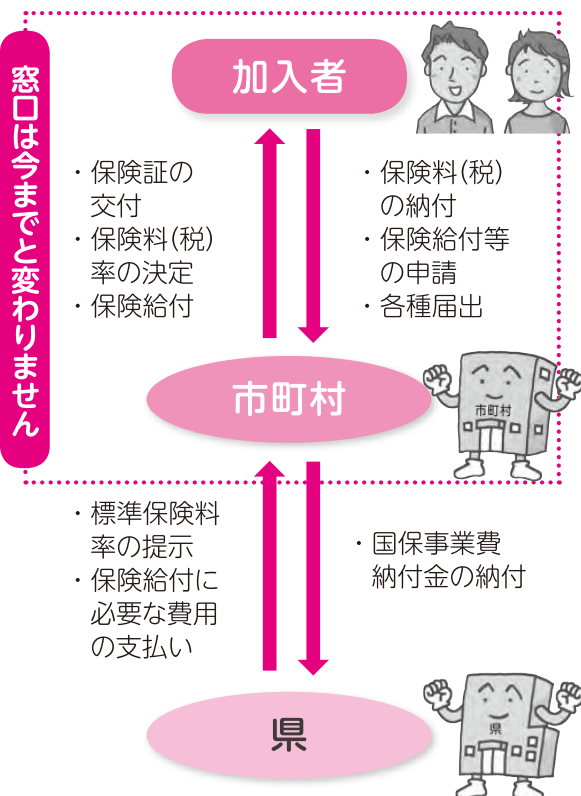 窓口は今までと変わりません
加入者
・保険証の
交付
・保険料(税)
率の決定
・保険給付
・保険料(税)
の納付
・保険給付等
の申請
・各種届出
市町村
市町村
・標準保険料
率の提示
・保険給付に
必要な費用
の支払い
・国保事業費
納付金の納付
県
県